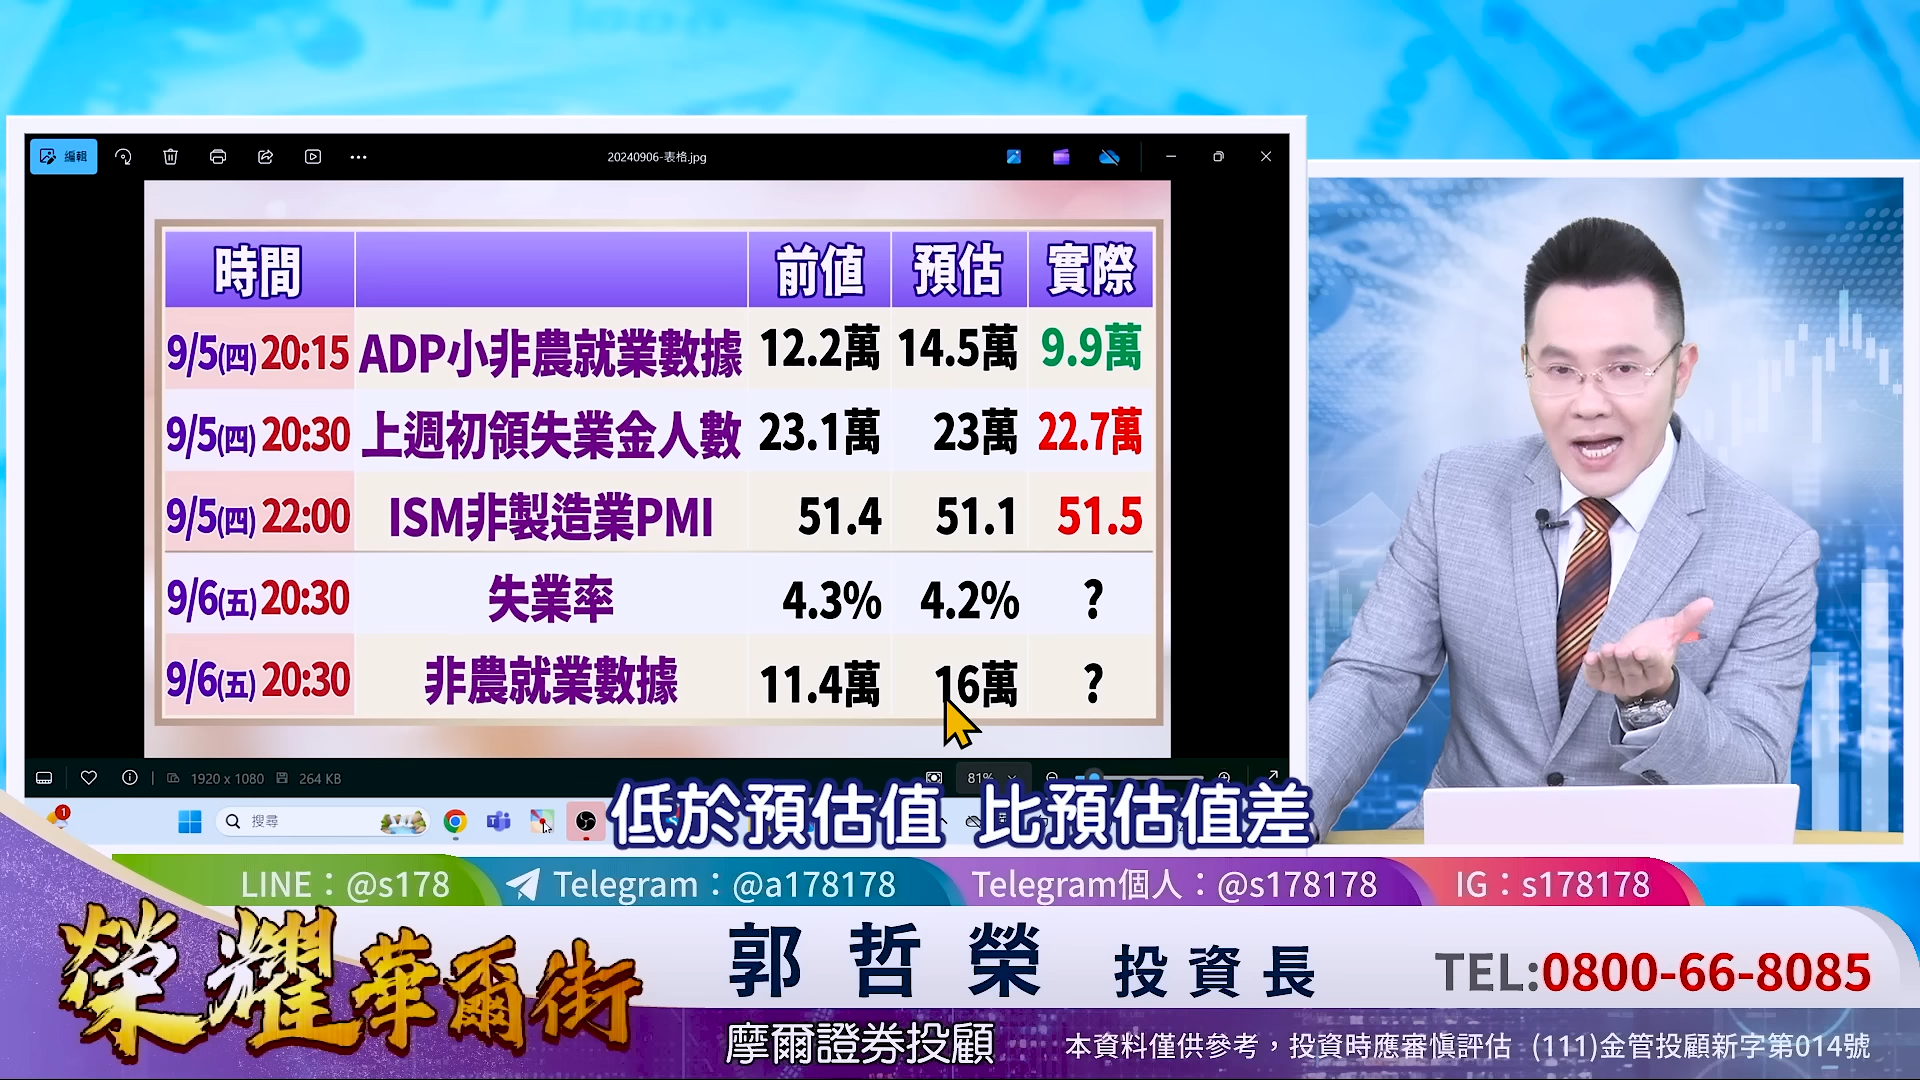 編輯
20240906-表格.jpg
時間 前值 預估 實際
9/5(四) 20:15 ADP小非農就業數據 12.2萬 14.5萬 9.9萬
9/5(四) 20:30 上週初領失業金人數 23.1萬 23萬 22.7萬
9/5(四) 22:00 ISM非製造業PMI 51.4 51.1 51.5
9/6(五) 20:30 失業率 4.3% 4.2% ?
9/6(五) 20:30 非農就業數據 11.4萬 16萬 ?
1920 x 1080 264 KB 81%
1 搜尋
低於預估值 比預估值差
LINE：@s178 Telegram：@a178178 Telegram個人：@s178178 IG：s178178
榮耀華爾街
郭哲榮 投資長 TEL:0800-66-8085
摩爾證券投顧 本資料僅供參考，投資時應審慎評估 (111)金管投顧新字第014號